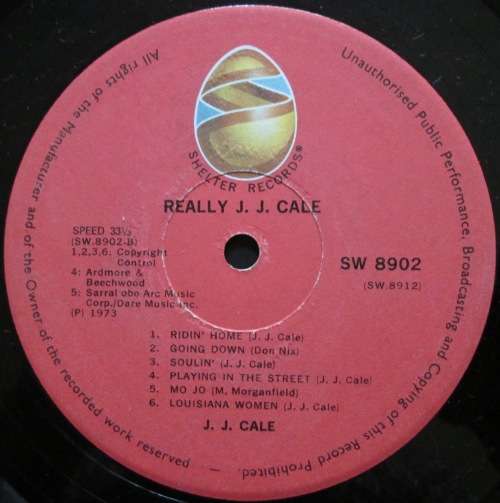 All rights of the Manufacturer and of the Owner of the recorded work reserved — Unauthorised Public Performance, Broadcasting and Copying of this Record Prohibited.
SHELTER RECORDS®
REALLY J. J. CALE
SPEED 33⅓
(SW.8902-B)
1,2,3,6: Copyright
Control
4: Ardmore &
Beechwood
5: Arc Music
Corp./Dare Music-Inc.
(P) 1973
SW 8902
(SW.8912)
1. RIDIN' HOME (J. J. Cale)
2. GOING DOWN (Don Nix)
3. SOULIN' (J. J. Cale)
4. PLAYING IN THE STREET (J. J. Cale)
5. MO JO (M. Morganfield)
6. LOUISIANA WOMEN (J. J. Cale)
J. J. CALE